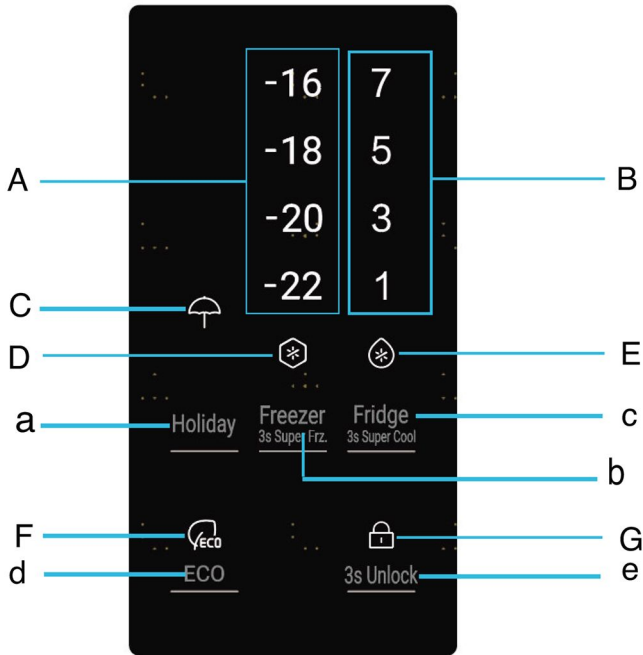 -16 7
-18 5
A B
-20 3
-22 1
C
D E
a Holiday Freezer Fridge c
3s Super Frz. 3s Super Cool
b
F ECO G
d ECO 3s Unlock e